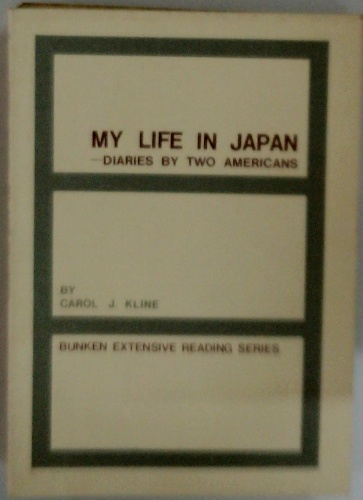 MY LIFE IN JAPAN
—DIARIES BY TWO AMERICANS
BY
CAROL J. KLINE
BUNKEN EXTENSIVE READING SERIES